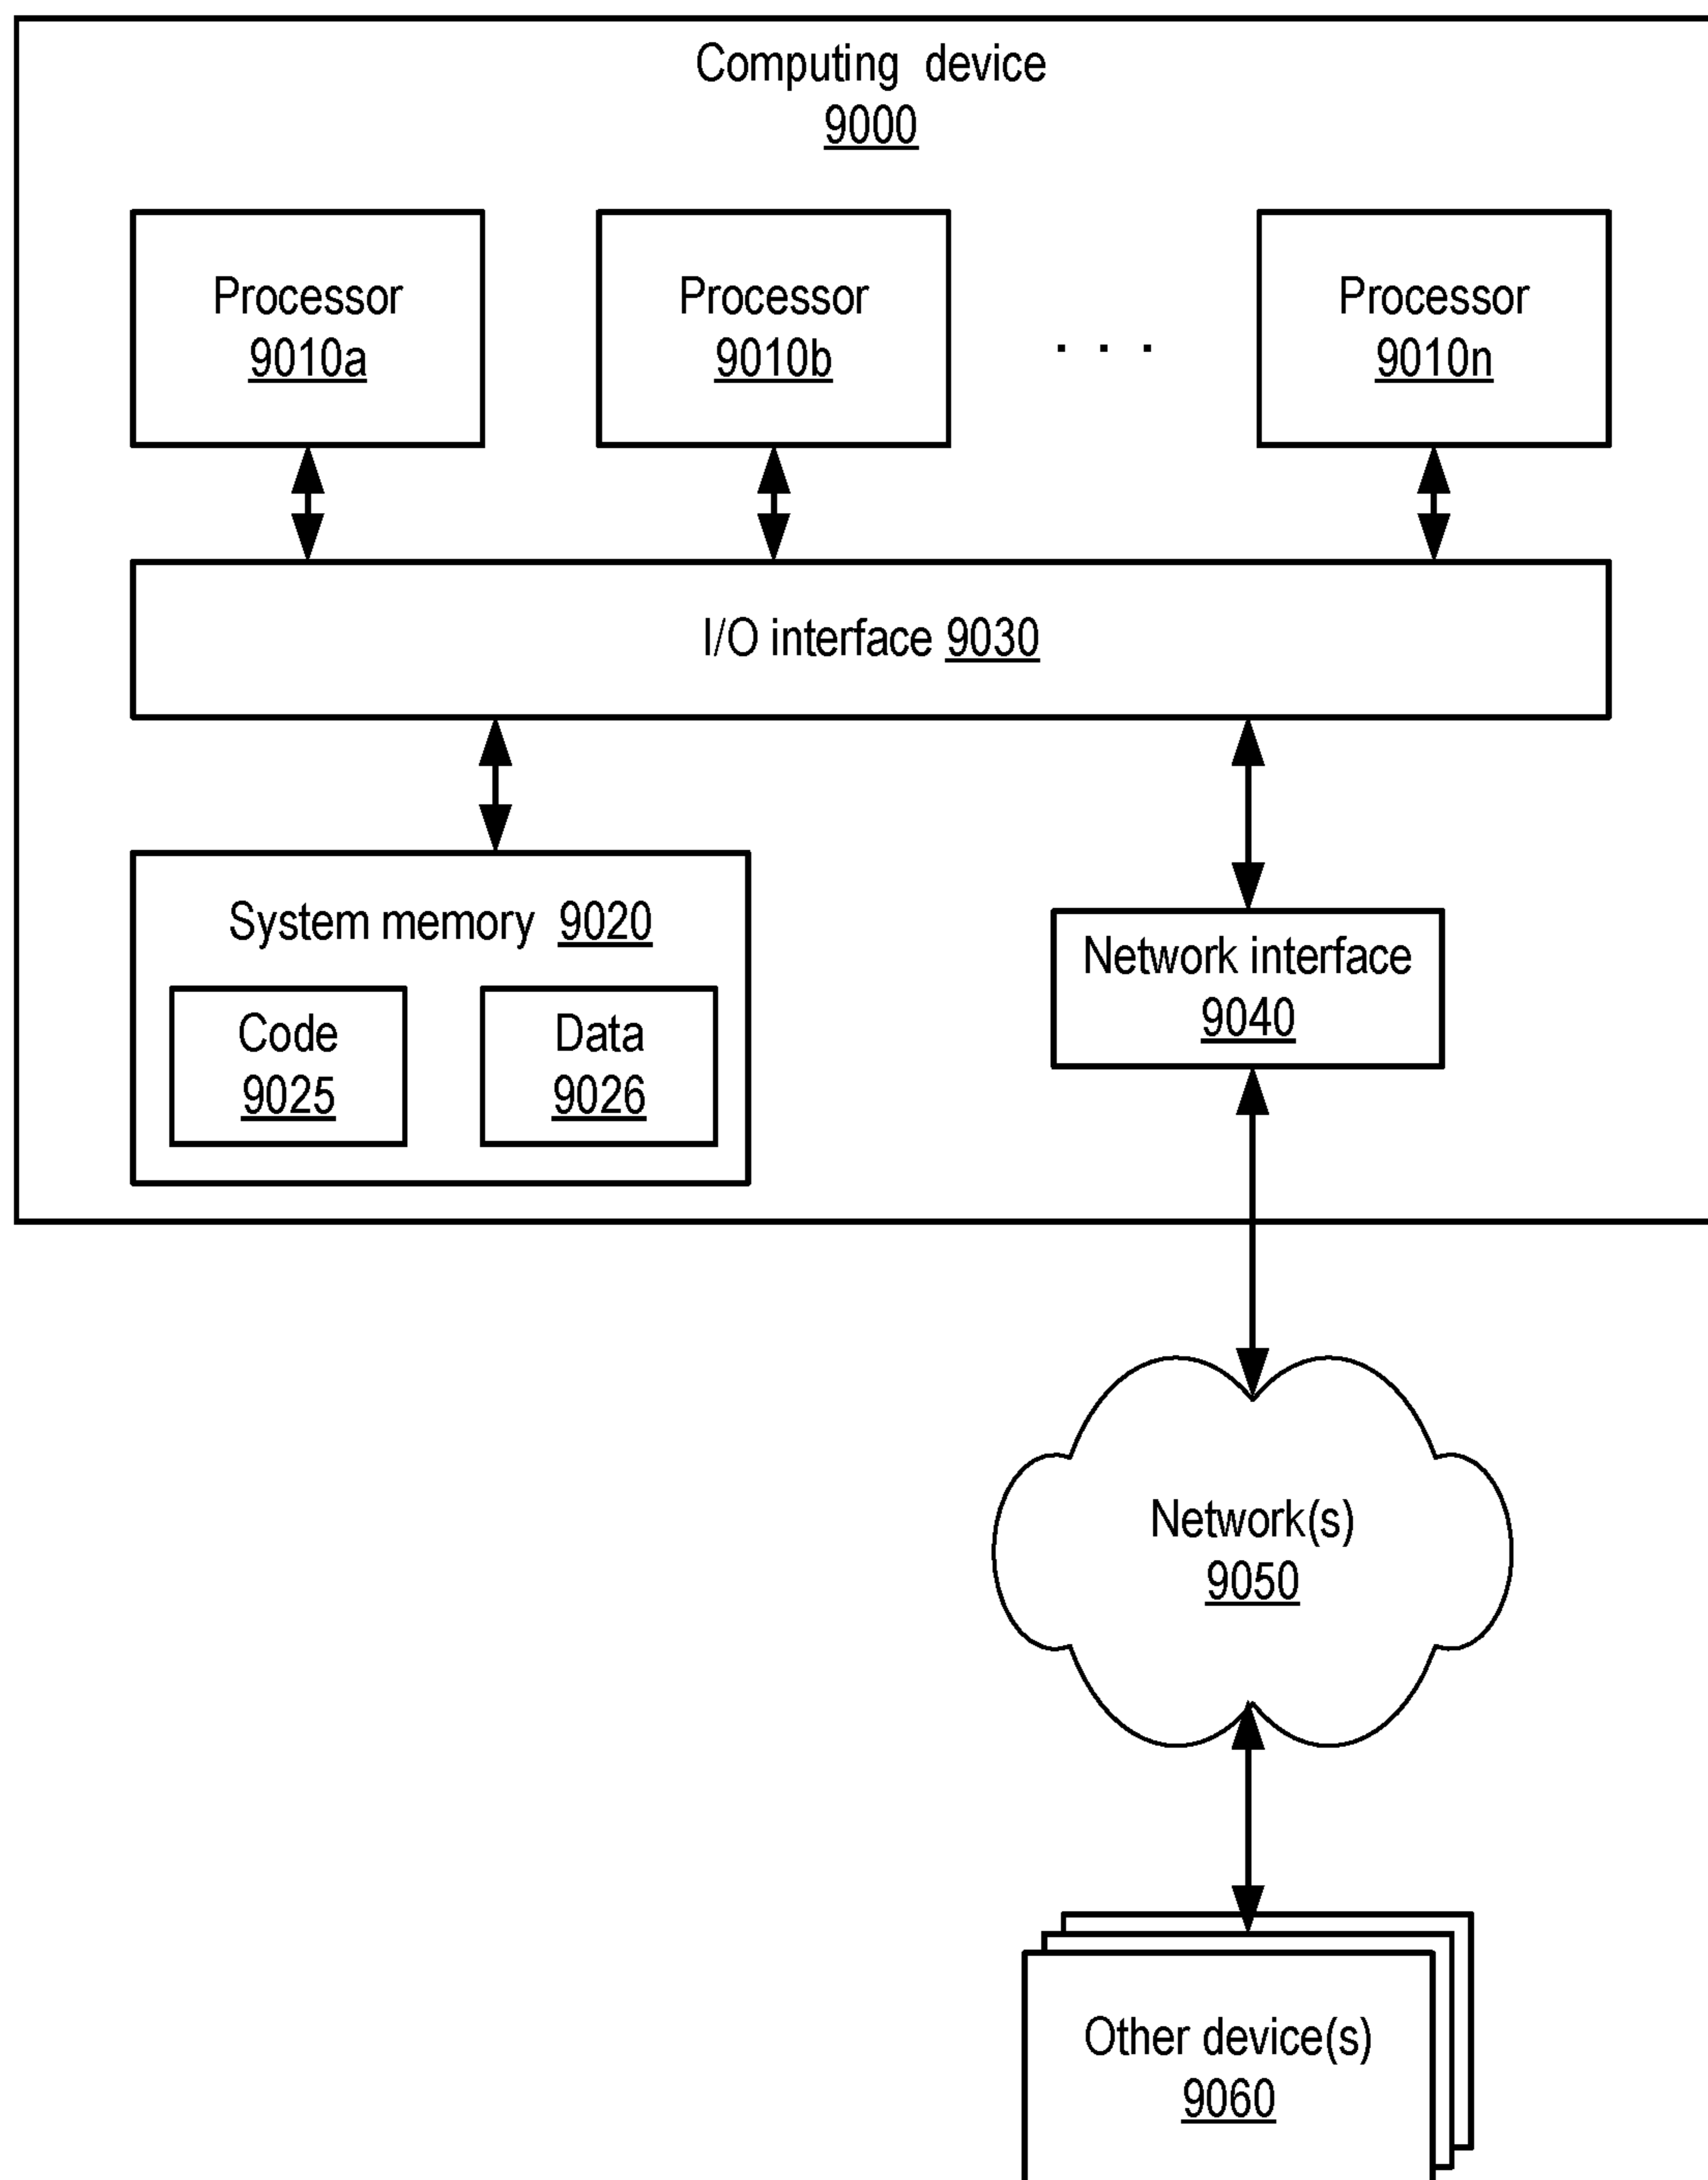 Computing device
9000
Processor
9010a
Processor
9010b
. . .
Processor
9010n
I/O interface 9030
System memory 9020
Code
9025
Data
9026
Network interface
9040
Network(s)
9050
Other device(s)
9060